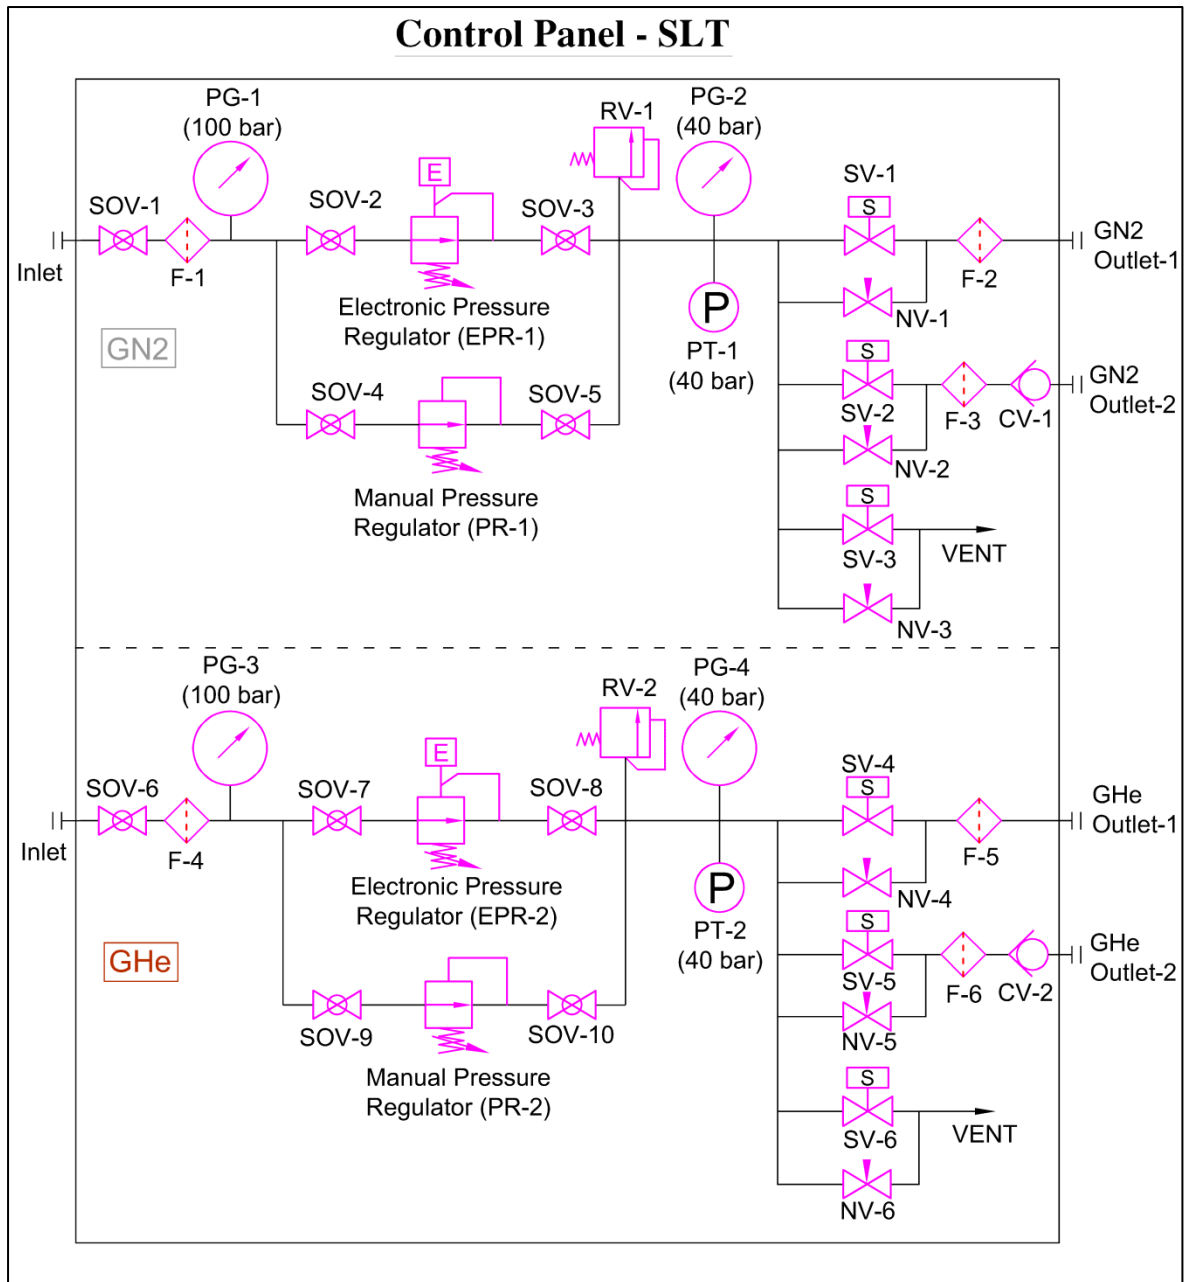 Control Panel - SLT
PG-1
(100 bar)
RV-1
PG-2
(40 bar)
SV-1
S
E
SOV-1
SOV-2
SOV-3
GN2
Outlet-1
Inlet
F-1
F-2
Electronic Pressure
Regulator (EPR-1)
P
NV-1
GN2
PT-1
(40 bar)
S
SOV-4
SOV-5
GN2
Outlet-2
SV-2
F-3
CV-1
NV-2
Manual Pressure
Regulator (PR-1)
S
SV-3
VENT
NV-3
PG-3
(100 bar)
RV-2
PG-4
(40 bar)
SV-4
S
E
SOV-6
SOV-7
SOV-8
GHe
Outlet-1
Inlet
F-4
F-5
Electronic Pressure
Regulator (EPR-2)
P
NV-4
PT-2
(40 bar)
S
GHe
GHe
Outlet-2
SV-5
F-6
CV-2
SOV-9
SOV-10
NV-5
Manual Pressure
Regulator (PR-2)
S
SV-6
VENT
NV-6